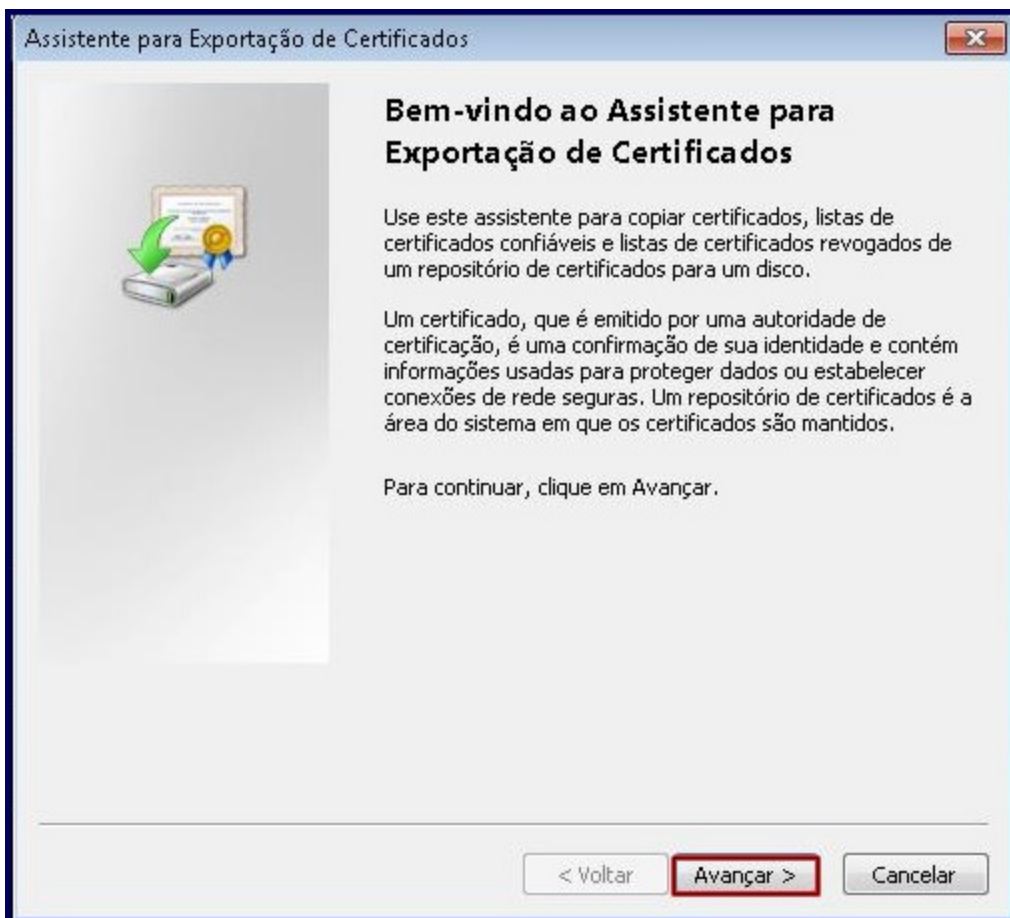 Assistente para Exportação de Certificados
Bem-vindo ao Assistente para
Exportação de Certificados
Use este assistente para copiar certificados, listas de
certificados confiáveis e listas de certificados revogados de
um repositório de certificados para um disco.
Um certificado, que é emitido por uma autoridade de
certificação, é uma confirmação de sua identidade e contém
informações usadas para proteger dados ou estabelecer
conexões de rede seguras. Um repositório de certificados é a
área do sistema em que os certificados são mantidos.
Para continuar, clique em Avançar.
< Voltar
Avançar >
Cancelar